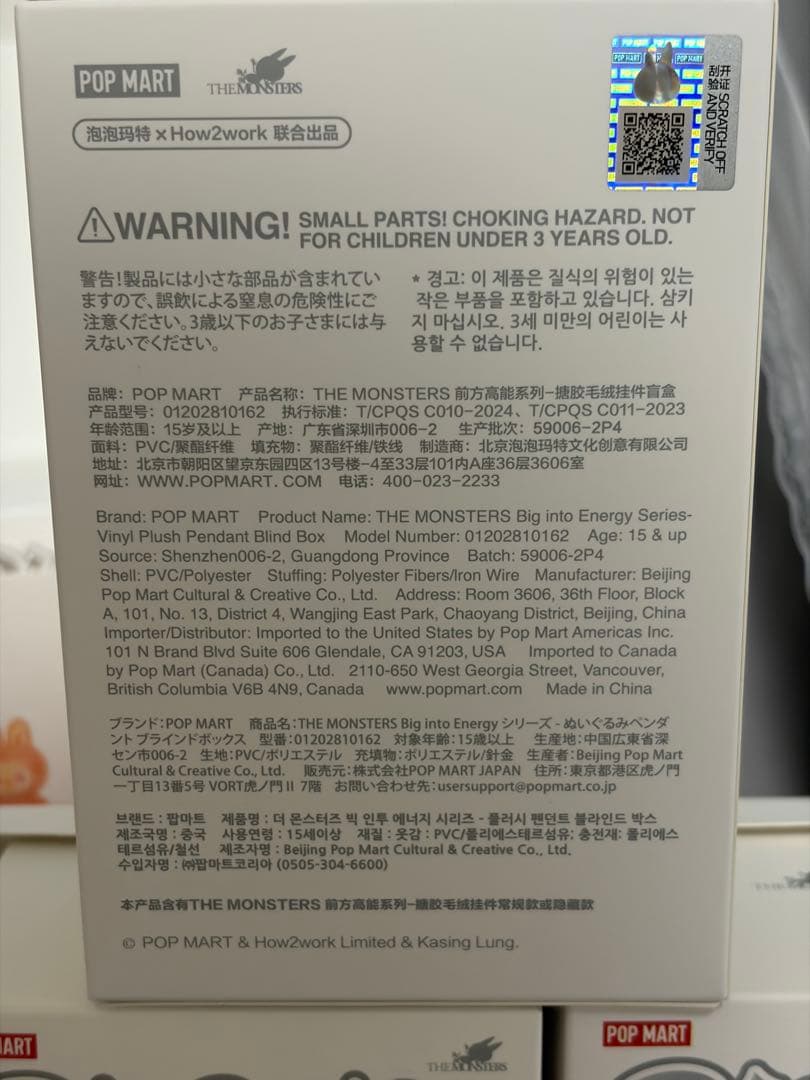 POP MART
THE MONSTERS
泡泡玛特×How2work 联合出品
POP MART
开 SCRATCH OFF
刮 验 证 AND VERIFY
WARNING! SMALL PARTS! CHOKING HAZARD. NOT
FOR CHILDREN UNDER 3 YEARS OLD.
警告!製品には小さな部品が含まれてい
ますので、誤飲による窒息の危険性にご
注意ください。3歳以下のお子さまには与
えないでください。
* 경고: 이 제품은 질식의 위험이 있는
작은 부품을 포함하고 있습니다. 삼키
지 마십시오. 3세 미만의 어린이는 사
용할 수 없습니다.
品牌: POP MART 产品名称: THE MONSTERS 前方高能系列-搪胶毛绒挂件盲盒
产品型号: 01202810162 执行标准: T/CPQS C010-2024、T/CPQS C011-2023
年龄范围: 15岁及以上 产地: 广东省深圳市006-2 生产批次: 59006-2P4
面料: PVC/聚酯纤维 填充物: 聚酯纤维/铁线 制造商: 北京泡泡玛特文化创意有限公司
地址: 北京市朝阳区望京东园四区13号楼-4至33层101内A座36层3606室
网址: WWW.POPMART.COM 电话: 400-023-2233
Brand: POP MART Product Name: THE MONSTERS Big into Energy Series-
Vinyl Plush Pendant Blind Box Model Number: 01202810162 Age: 15 & up
Source: Shenzhen006-2, Guangdong Province Batch: 59006-2P4
Shell: PVC/Polyester Stuffing: Polyester Fibers/Iron Wire Manufacturer: Beijing
Pop Mart Cultural & Creative Co., Ltd. Address: Room 3606, 36th Floor, Block
A, 101, No. 13, District 4, Wangjing East Park, Chaoyang District, Beijing, China
Importer/Distributor: Imported to the United States by Pop Mart Americas Inc.
101 N Brand Blvd Suite 606 Glendale, CA 91203, USA Imported to Canada
by Pop Mart (Canada) Co., Ltd. 2110-650 West Georgia Street, Vancouver,
British Columbia V6B 4N9, Canada www.popmart.com Made in China
ブランド:POP MART 商品名:THE MONSTERS Big into Energy シリーズ - ぬいぐるみペンダ
ント ブラインドボックス 型番:01202810162 対象年齢:15歳以上 生産地:中国広東省深
セン市006-2 生地:PVC/ポリエステル 充填物:ポリエステル/針金 生産者:Beijing Pop Mart
Cultural & Creative Co., Ltd. 販売元:株式会社POP MART JAPAN 住所:東京都港区虎ノ門
一丁目13番5号 VORT虎ノ門II 7階 お問い合わせ先:usersupport@popmart.co.jp
브랜드 : 팝마트 제품명 : 더 몬스터즈 빅 인투 에너지 시리즈 - 플러시 펜던트 블라인드 박스
제조국명 : 중국 사용연령 : 15세이상 재질 : 겉감 : PVC/폴리에스테르섬유; 충전재: 폴리에스
테르섬유/철선 제조자명 : Beijing Pop Mart Cultural & Creative Co., Ltd.
수입자명 : ㈜팝마트코리아 (0505-304-6600)
本产品含有THE MONSTERS 前方高能系列-搪胶毛绒挂件常规款或隐藏款
© POP MART & How2work Limited & Kasing Lung.
ART
THE MONSTERS
POP MART